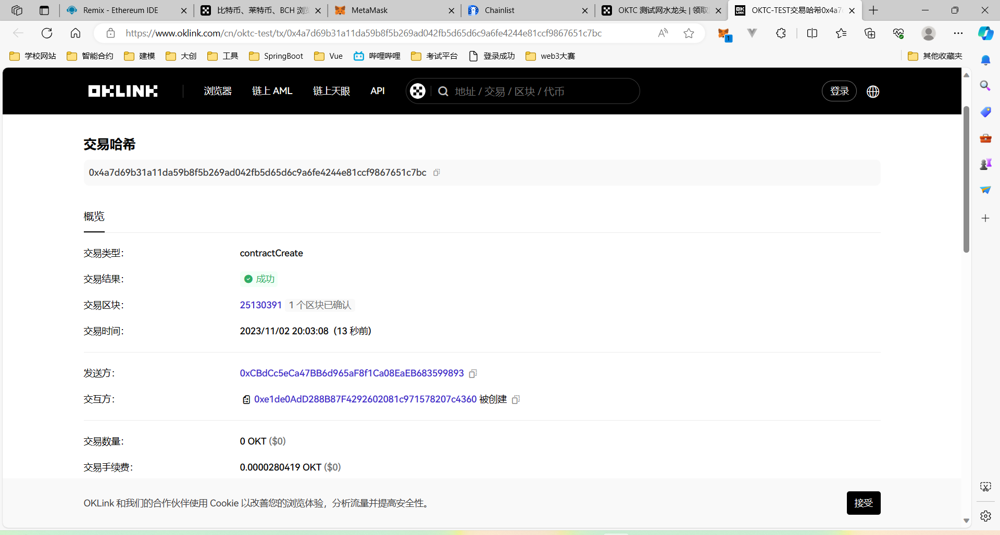 Remix - Ethereum IDE
比特币、莱特币、BCH 浏
MetaMask
Chainlist
OKTC 测试网水龙头 | 领取
OKTC-TEST交易哈希0x4a7
https://www.oklink.com/cn/oktc-test/tx/0x4a7d69b31a11da59b8f5b269ad042fb5d65d6c9a6fe4244e81ccf9867651c7bc
1
学校网站
智能合约
建模
大创
工具
SpringBoot
Vue
哔哩哔哩
考试平台
登录成功
web3大赛
其他收藏夹
OKLINK
浏览器
链上 AML
链上天眼
API
地址 / 交易 / 区块 / 代币
登录
交易哈希
0x4a7d69b31a11da59b8f5b269ad042fb5d65d6c9a6fe4244e81ccf9867651c7bc
概览
交易类型:
contractCreate
交易结果:
成功
交易区块:
25130391 1 个区块已确认
交易时间:
2023/11/02 20:03:08 (13 秒前)
发送方:
0xCBdCc5eCa47BB6d965aF8f1Ca08EaEB683599893
交互方:
0xe1de0AdD288B87F4292602081c971578207c4360 被创建
交易数量:
0 OKT ($0)
交易手续费:
0.0000280419 OKT ($0)
OKLink 和我们的合作伙伴使用 Cookie 以改善您的浏览体验，分析流量并提高安全性。
接受